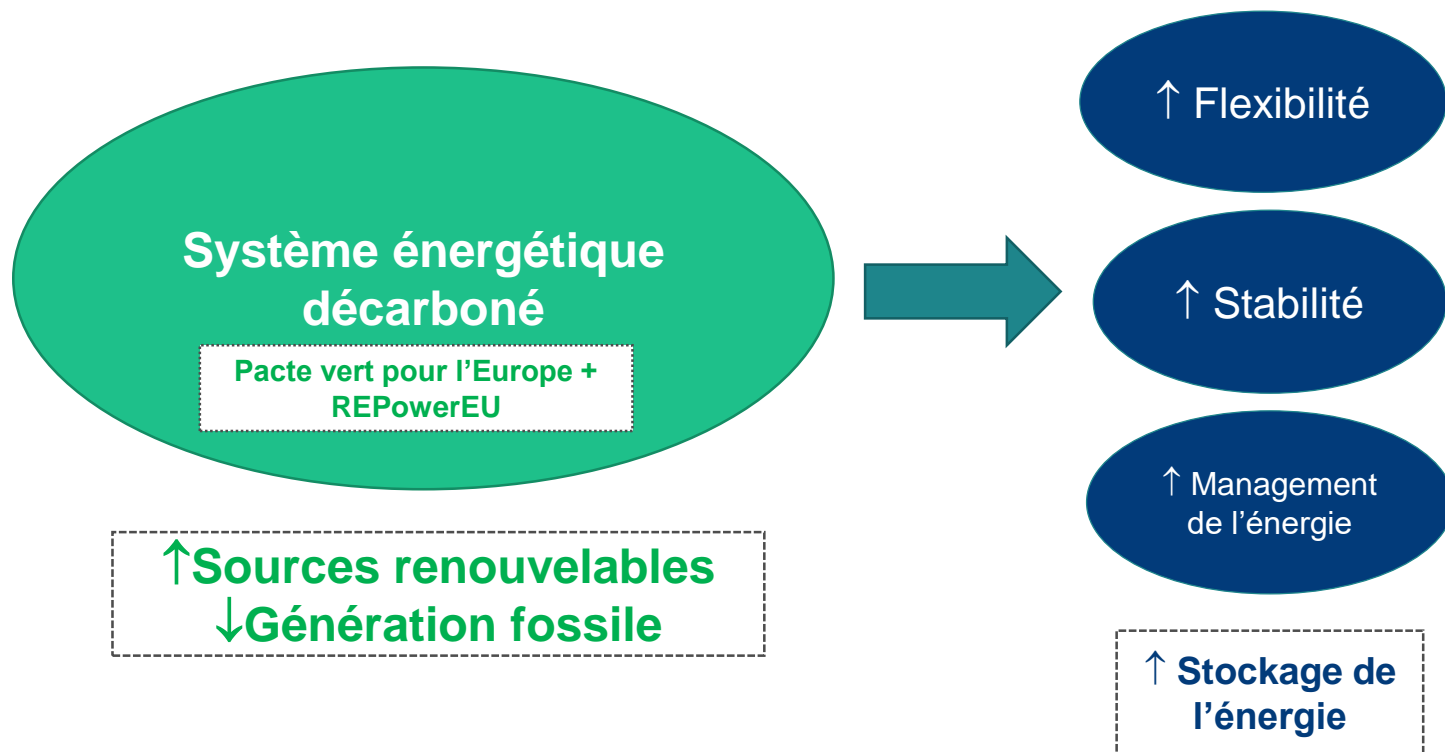 Système énergétique
décarboné
Pacte vert pour l’Europe +
REPowerEU
↑Sources renouvelables
↓Génération fossile
↑ Flexibilité
↑ Stabilité
↑ Management
de l’énergie
↑ Stockage de
l’énergie